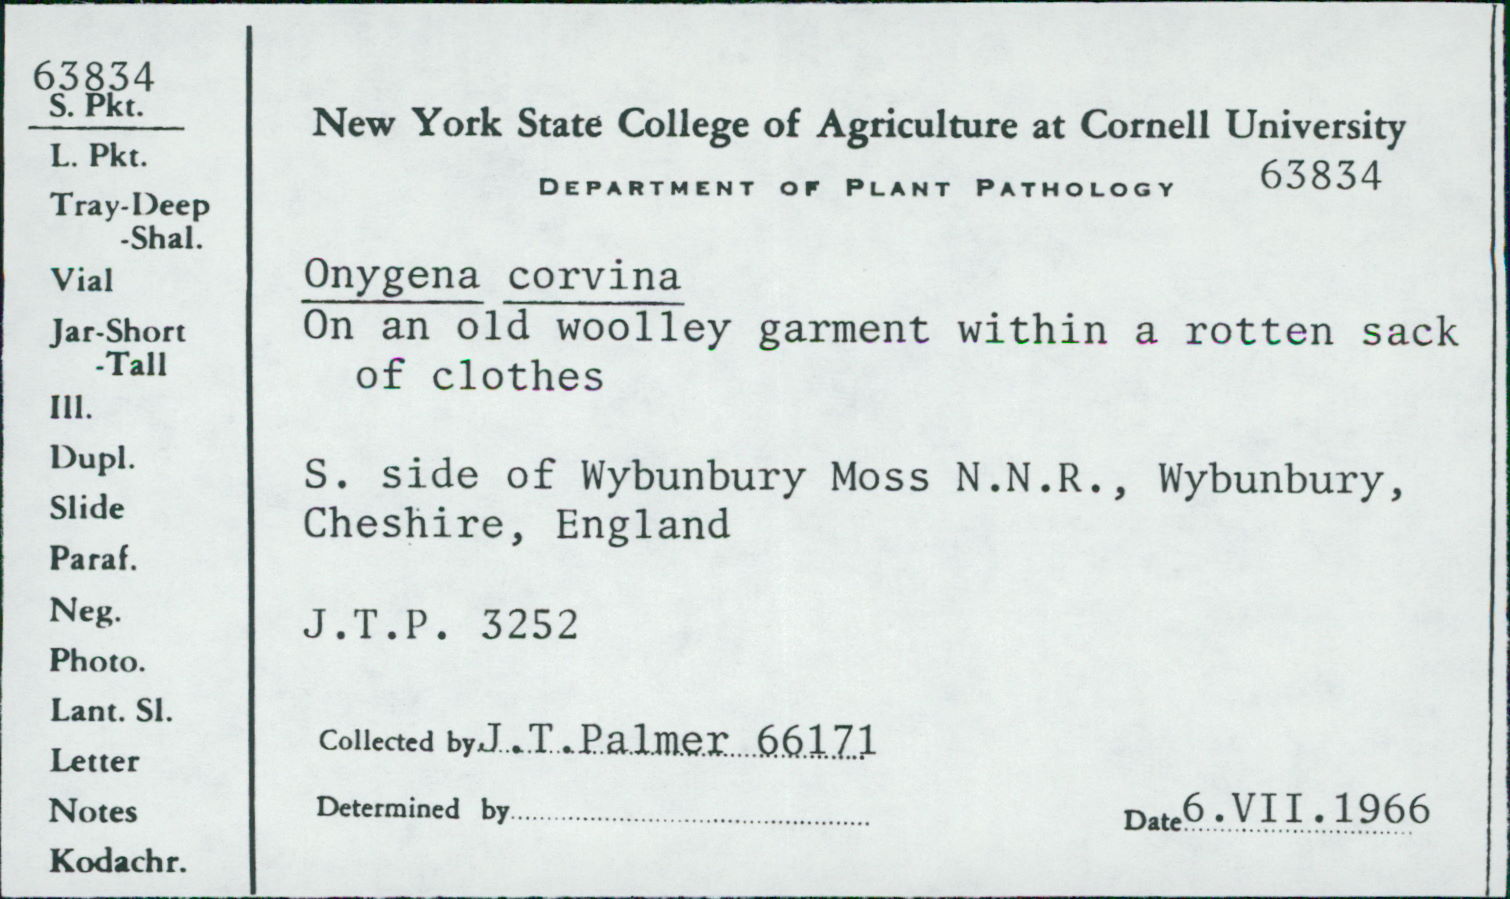 63834
S. Pkt.
L. Pkt.
Tray-Deep
-Shal.
Vial
Jar-Short
-Tall
Ill.
Dupl.
Slide
Paraf.
Neg.
Photo.
Lant. Sl.
Letter
Notes
Kodachr.
New York State College of Agriculture at Cornell University
DEPARTMENT OF PLANT PATHOLOGY 63834
Onygena corvina
On an old woolley garment within a rotten sack
of clothes
S. side of Wybunbury Moss N.N.R., Wybunbury,
Cheshire, England
J.T.P. 3252
Collected by J.T.Palmer 66171
Determined by
Date 6.VII.1966